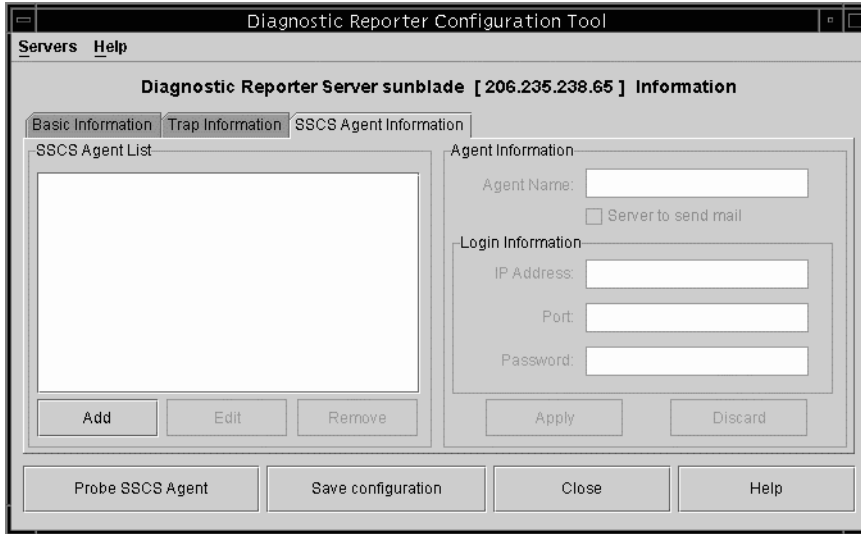 Diagnostic Reporter Configuration Tool
Servers Help
Diagnostic Reporter Server sunblade [ 206.235.238.65 ] Information
Basic Information Trap Information SSCS Agent Information
SSCS Agent List
Agent Information
Agent Name:
Server to send mail
Login Information
IP Address:
Port:
Password:
Add Edit Remove
Apply Discard
Probe SSCS Agent Save configuration Close Help